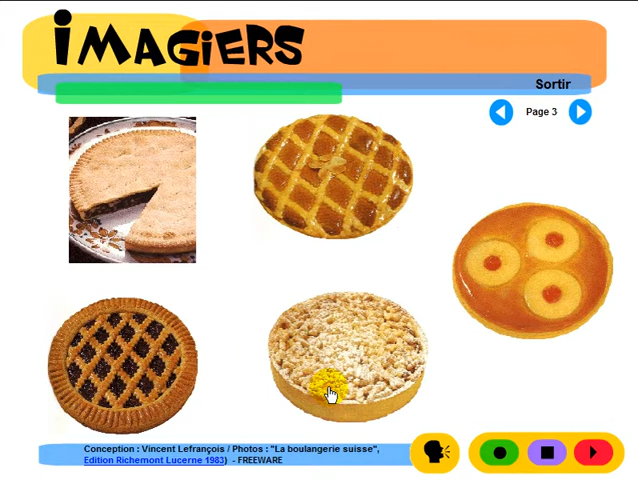 iMAGiERS
Sortir
Page 3
Conception : Vincent Lefrançois / Photos : "La boulangerie suisse",
Edition Richemont Lucerne 1983) - FREEWARE